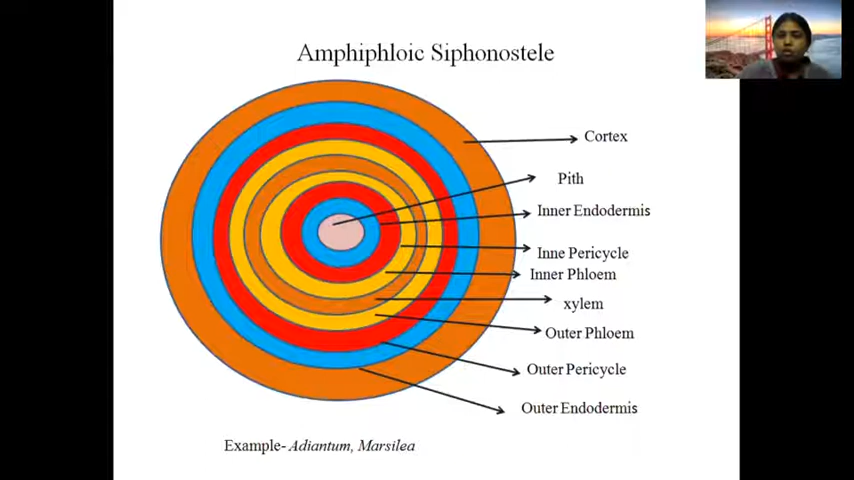 Amphiphloic Siphonostele
Cortex
Pith
Inner Endodermis
Inne Pericycle
Inner Phloem
xylem
Outer Phloem
Outer Pericycle
Outer Endodermis
Example- Adiantum, Marsilea